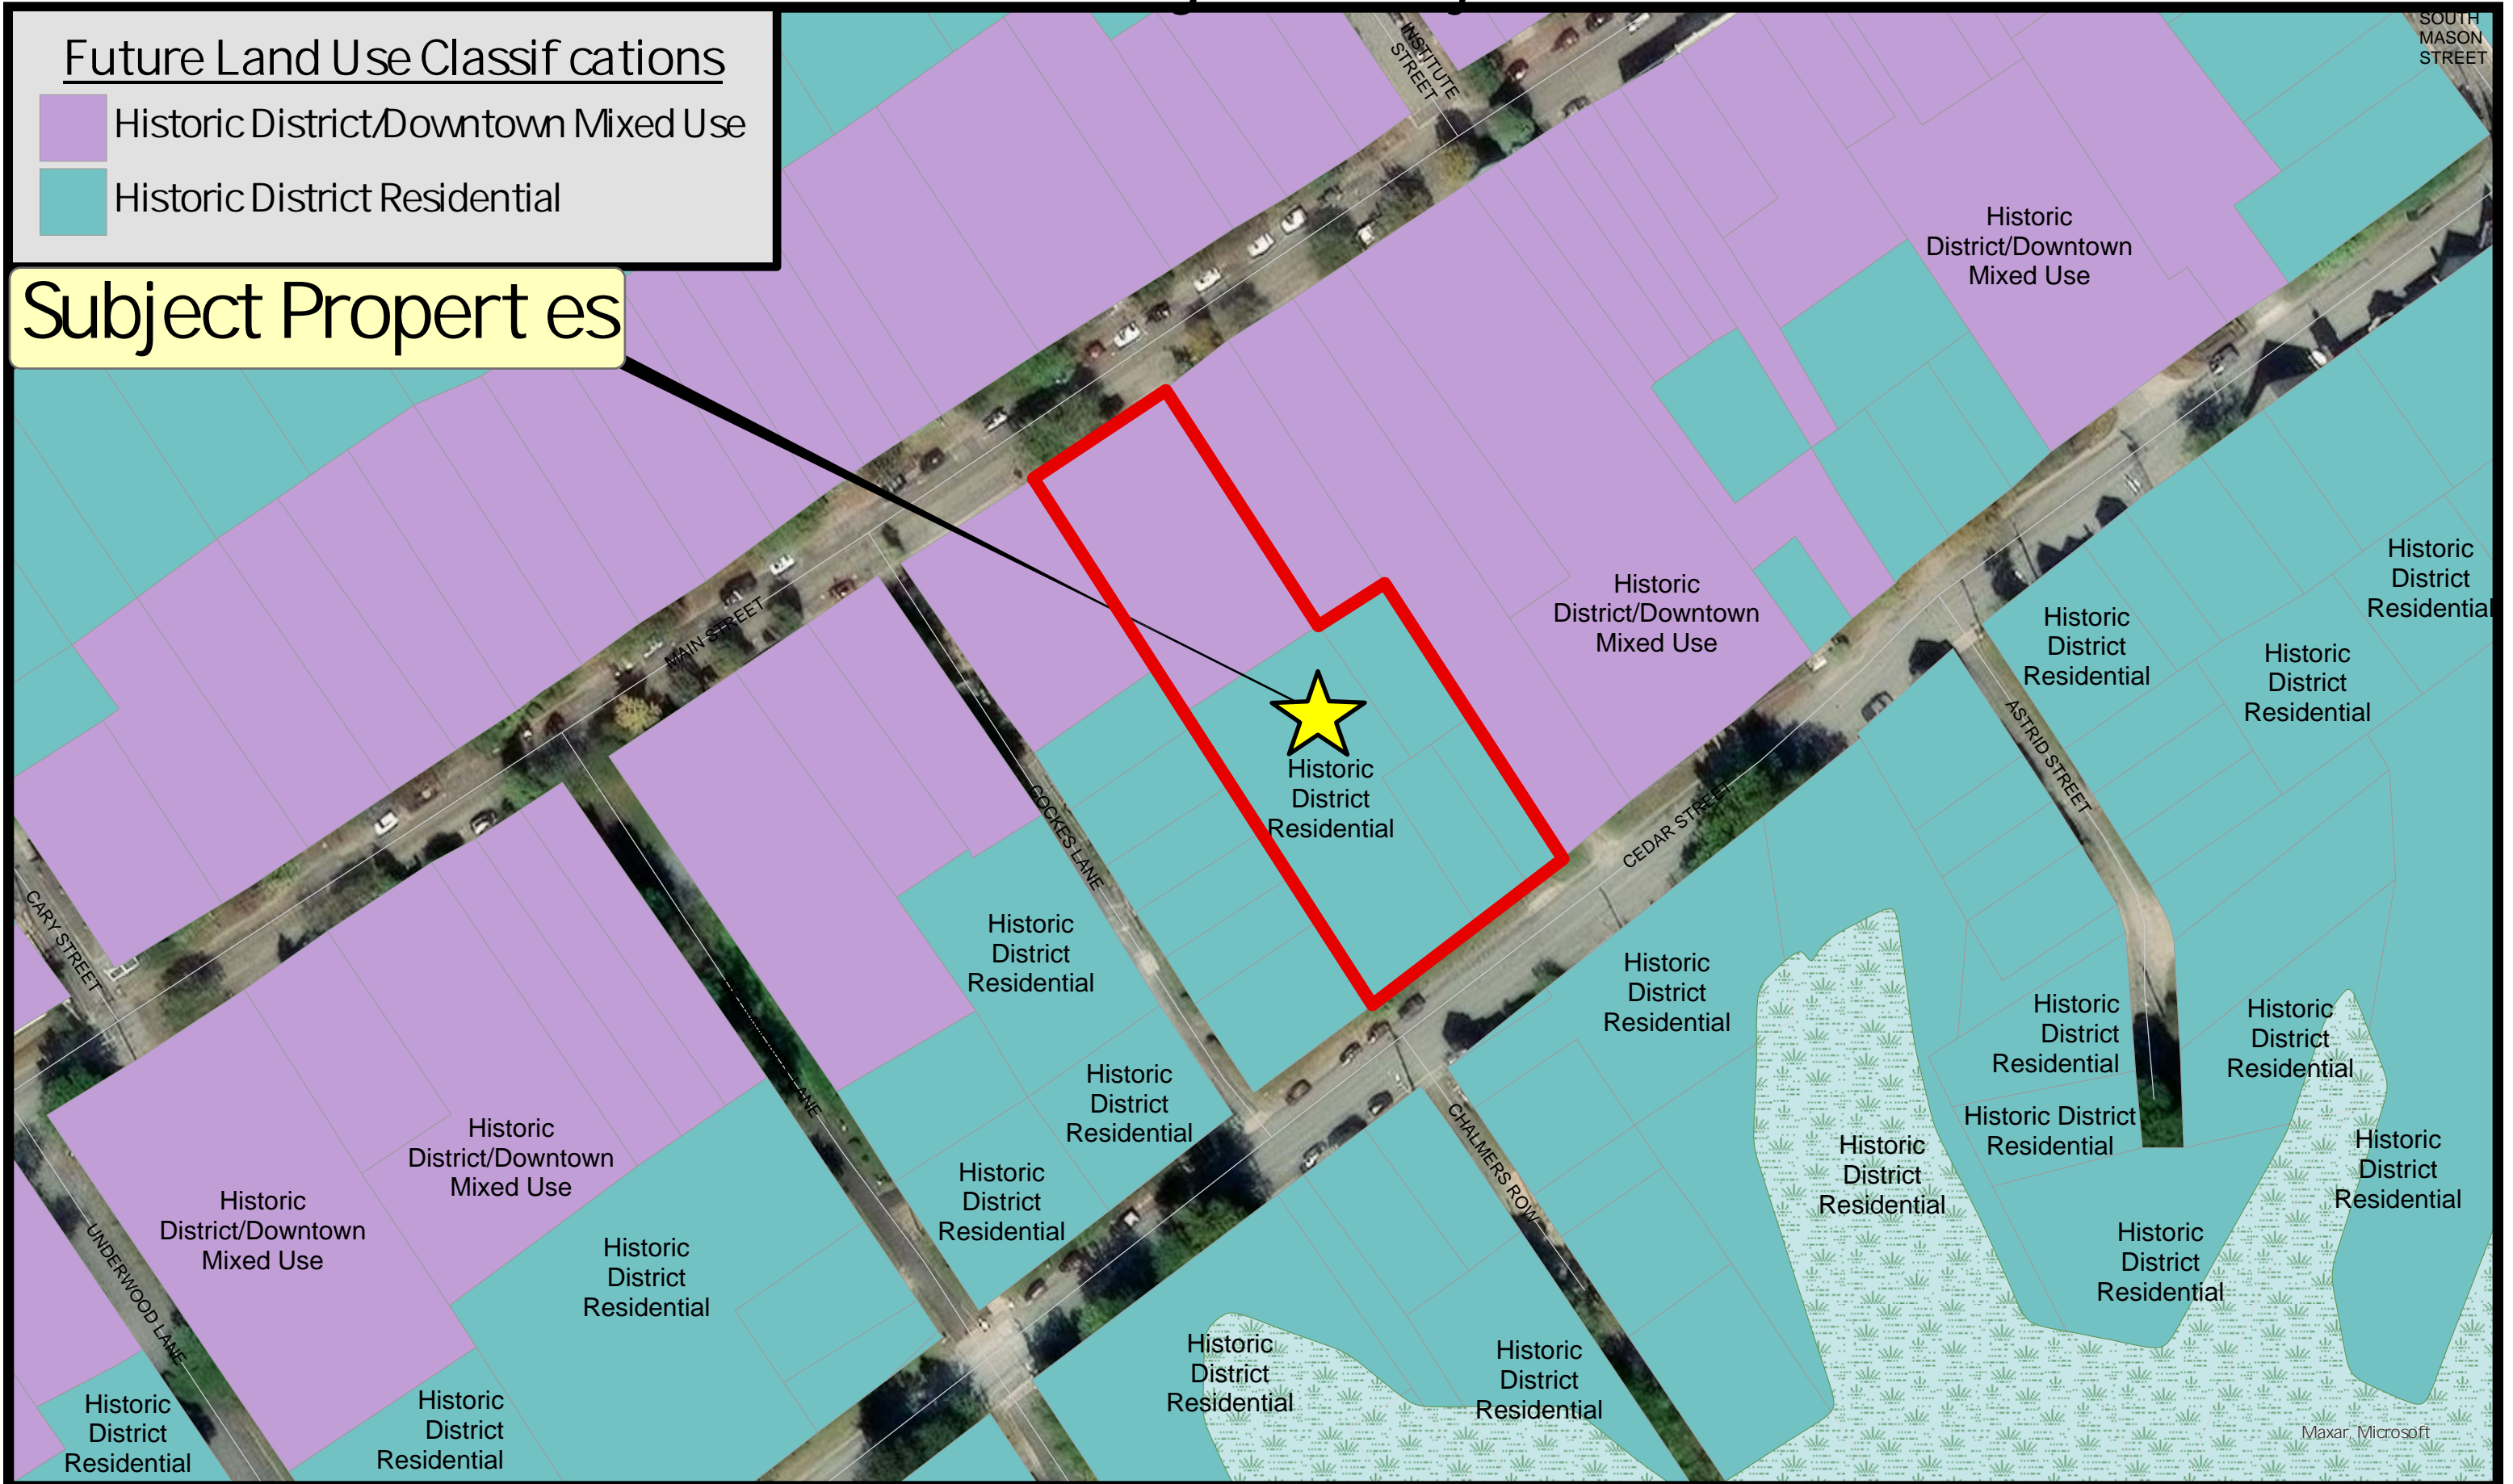 Future Land Use Classif cations
Historic District/Downtown Mixed Use
Historic District Residential
Subject Propert es
INSTITUTE
STREET
SOUTH
MASON
STREET
Historic
District/Downtown
Mixed Use
MAIN STREET
Historic
District/Downtown
Mixed Use
Historic
District
Residential
Historic
District
Residential
Historic
District
Residential
ASTRID STREET
Historic
District
Residential
CEDAR STREET
COCKES LANE
CARY STREET
Historic
District
Residential
Historic
District
Residential
Historic
District
Residential
Historic
District
Residential
Historic District
Residential
Historic
District
Residential
Historic
District
Residential
Historic
District
Residential
LANE
CHALMERS ROW
Historic
District/Downtown
Mixed Use
Historic
District
Residential
Historic
District/Downtown
Mixed Use
UNDERWOOD LANE
Historic
District
Residential
Historic
District
Residential
Historic
District
Residential
Historic
District
Residential
Historic
District
Residential
Historic
District
Residential
Maxar, Microsoft